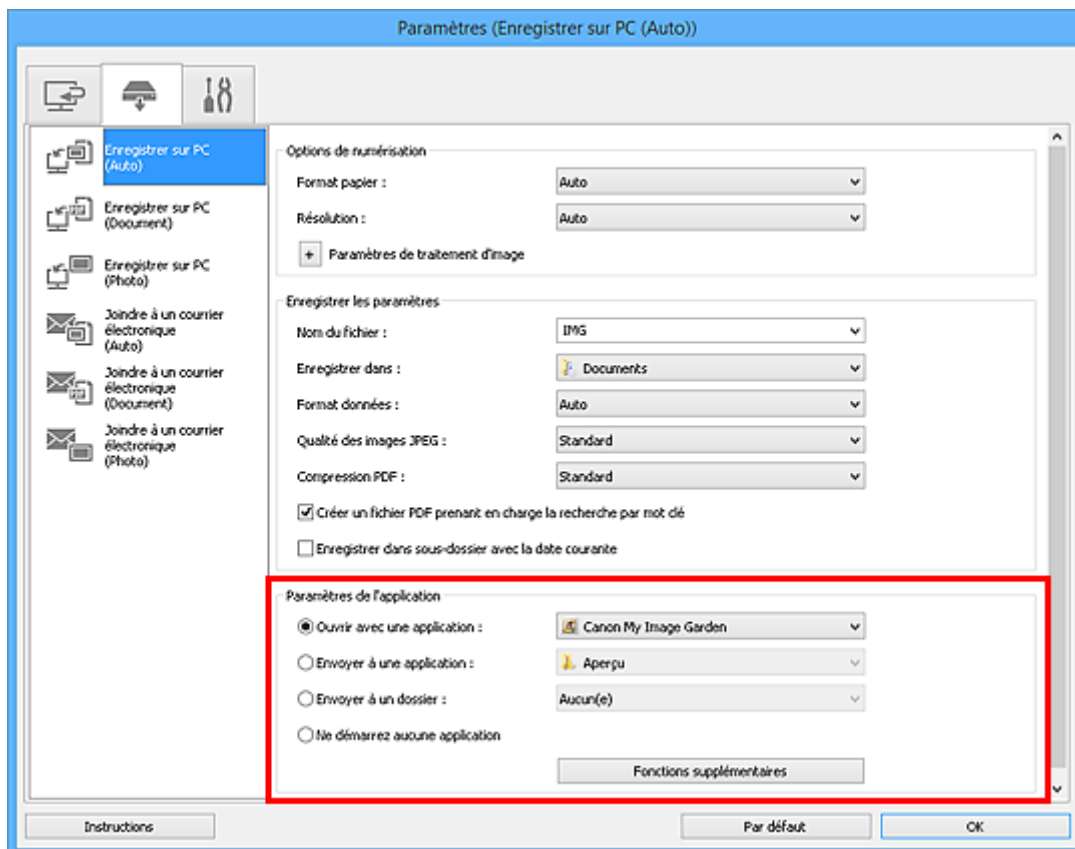 Paramètres (Enregistrer sur PC (Auto))
Enregistrer sur PC
(Auto)
Enregistrer sur PC
(Document)
Enregistrer sur PC
(Photo)
Joindre à un courrier
électronique
(Auto)
Joindre à un courrier
électronique
(Document)
Joindre à un courrier
électronique
(Photo)
Options de numérisation
Format papier : Auto
Résolution : Auto
+ Paramètres de traitement d'image
Enregistrer les paramètres
Nom du fichier : IMG
Enregistrer dans : Documents
Format données : Auto
Qualité des images JPEG : Standard
Compression PDF : Standard
Créer un fichier PDF prenant en charge la recherche par mot clé
Enregistrer dans sous-dossier avec la date courante
Paramètres de l'application
Ouvrir avec une application : Canon My Image Garden
Envoyer à une application : Aperçu
Envoyer à un dossier : Aucun(e)
Ne démarrez aucune application
Fonctions supplémentaires
Instructions
Par défaut
OK